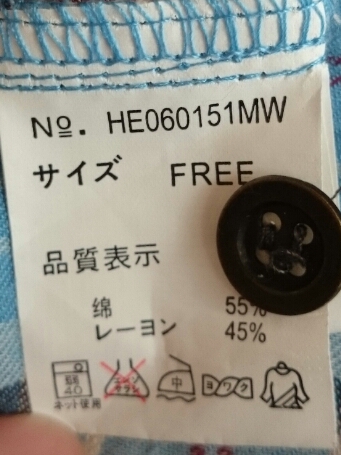 №. HE060151MW
サイズ FREE
品質表示
綿 55%
レーヨン 45%
40 中 ヨワク
ネット使用